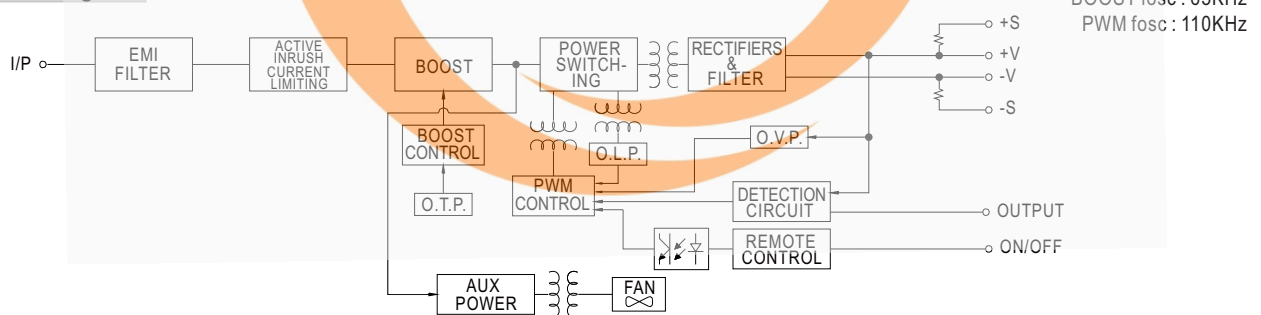 PWM fosc : 110KHz
+S
I/P
EMI
FILTER
ACTIVE
INRUSH
CURRENT
LIMITING
BOOST
POWER
SWITCH-
ING
RECTIFIERS
&
FILTER
+V
-V
-S
BOOST
CONTROL
O.L.P.
O.V.P.
O.T.P.
PWM
CONTROL
DETECTION
CIRCUIT
OUTPUT
REMOTE
CONTROL
ON/OFF
AUX
POWER
FAN